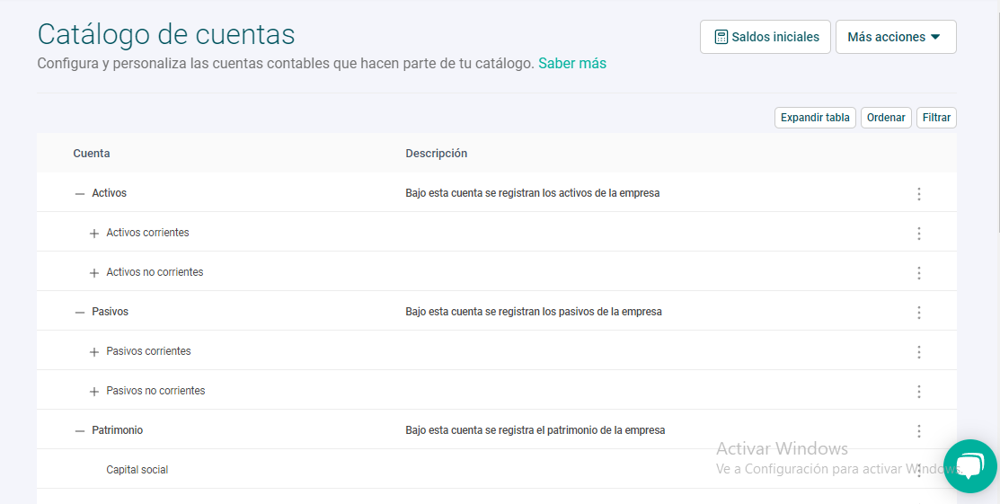 Catálogo de cuentas
Saldos iniciales
Más acciones
Configura y personaliza las cuentas contables que hacen parte de tu catálogo. Saber más
Expandir tabla
Ordenar
Filtrar
Cuenta
Descripción
Activos
Bajo esta cuenta se registran los activos de la empresa
Activos corrientes
Activos no corrientes
Pasivos
Bajo esta cuenta se registran los pasivos de la empresa
Pasivos corrientes
Pasivos no corrientes
Patrimonio
Bajo esta cuenta se registra el patrimonio de la empresa
Capital social
Activar Windows
Ve a Configuración para activar Windows.